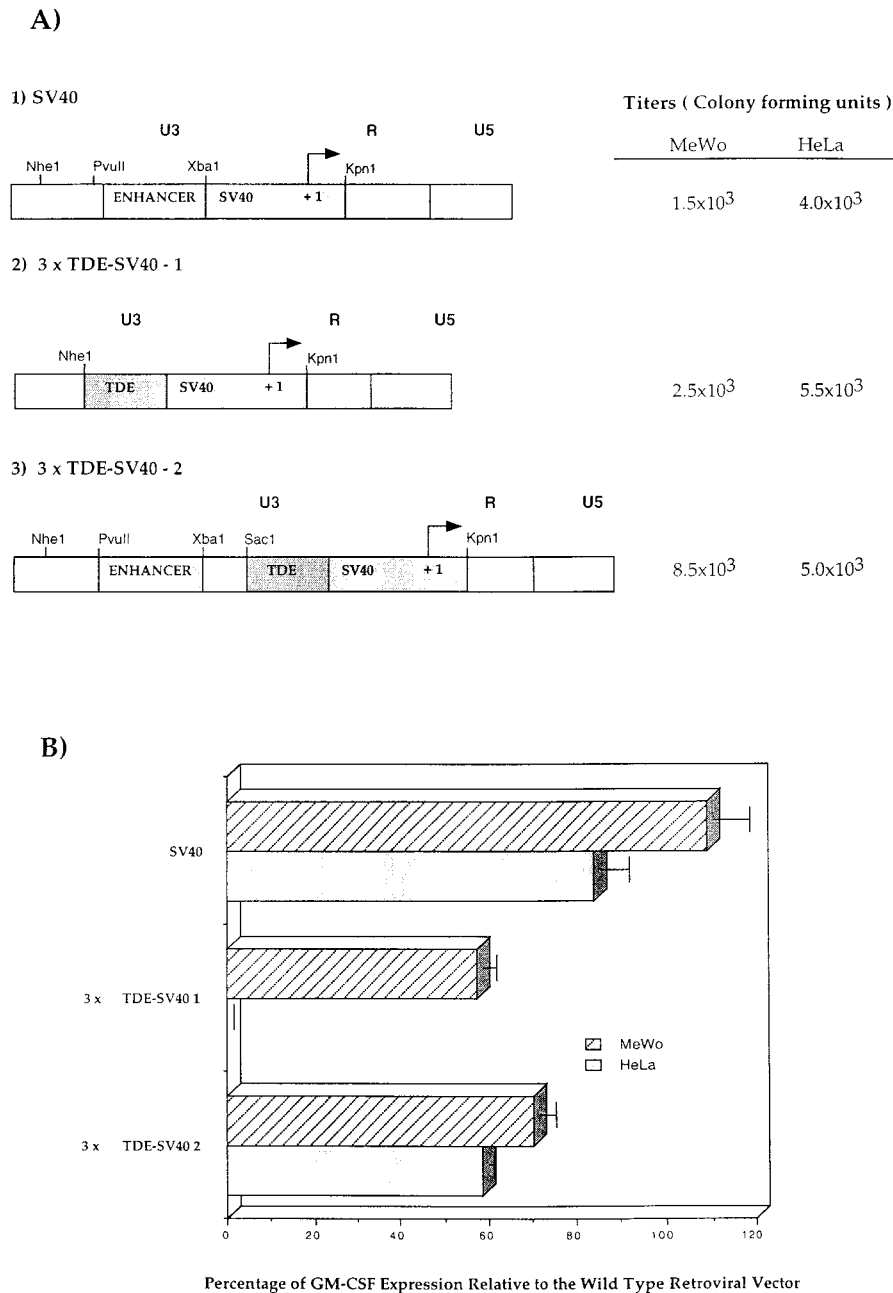 A)
1) SV40
Titers ( Colony forming units )
U3 R U5
MeWo HeLa
Nhe1 PvuII Xba1 Kpn1
ENHANCER SV40 + 1
1.5x10³ 4.0x10³
2) 3 x TDE-SV40 - 1
U3 R U5
Nhe1 Kpn1
TDE SV40 + 1
2.5x10³ 5.5x10³
3) 3 x TDE-SV40 - 2
U3 R U5
Nhe1 PvuII Xba1 Sac1 Kpn1
ENHANCER TDE SV40 + 1
8.5x10³ 5.0x10³
B)
SV40
3 x TDE-SV40 1
MeWo
HeLa
3 x TDE-SV40 2
0 20 40 60 80 100 120
Percentage of GM-CSF Expression Relative to the Wild Type Retroviral Vector